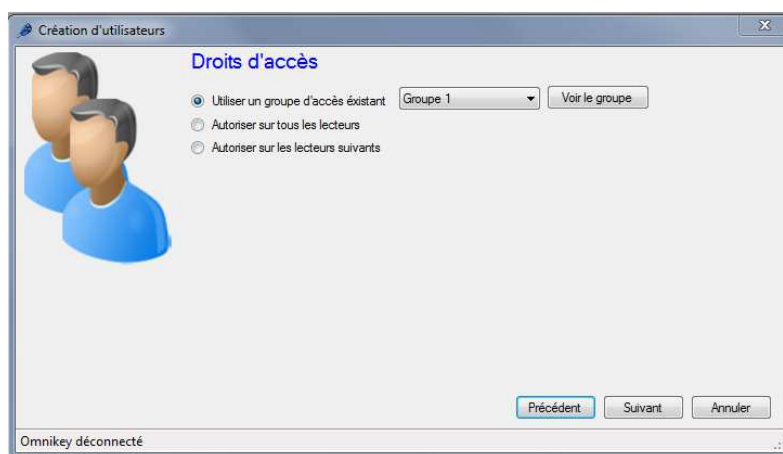 Création d'utilisateurs
Droits d'accès
Utiliser un groupe d'accès éxistant Groupe 1 Voir le groupe
Autoriser sur tous les lecteurs
Autoriser sur les lecteurs suivants
Précédent Suivant Annuler
Omnikey déconnecté